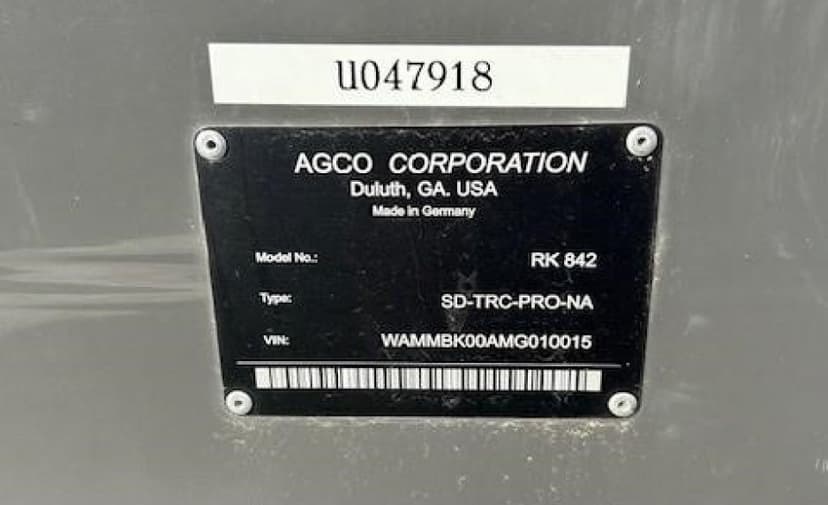 U047918
AGCO CORPORATION
Duluth, GA. USA
Made in Germany
Model No.: RK 842
Type: SD-TRC-PRO-NA
VIN: WAMMBK00AMG010015